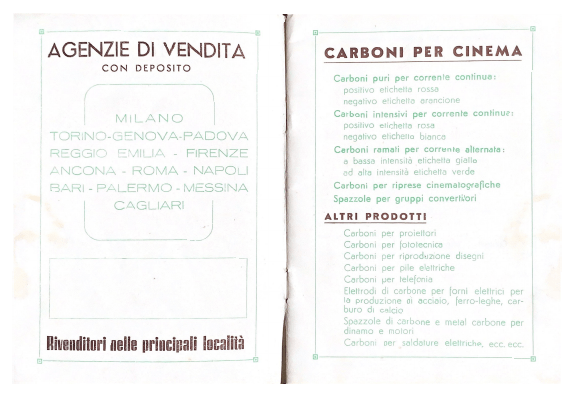 AGENZIE DI VENDITA
CON DEPOSITO
MILANO
TORINO-GENOVA-PADOVA
REGGIO EMILIA - FIRENZE
ANCONA - ROMA - NAPOLI
BARI - PALERMO - MESSINA
CAGLIARI
Rivenditori nelle principali località
CARBONI PER CINEMA
Carboni puri per corrente continua:
positivo etichetta rossa
negativo etichetta arancione
Carboni intensivi per corrente continua:
positivo etichetta rosa
negativo etichetta bianca
Carboni ramati per corrente alternata:
a bassa intensità etichetta gialla
ad alta intensità etichetta verde
Carboni per riprese cinematografiche
Spazzole per gruppi convertitori
ALTRI PRODOTTI
Carboni per proiettori
Carboni per fototecnica
Carboni per riproduzione disegni
Carboni per pile elettriche
Carboni per telefonia
Elettrodi di carbone per forni elettrici per
la produzione di acciaio, ferro-leghe, car-
buro di calcio
Spazzole di carbone e metal carbone per
dinamo e motori
Carboni per saldature elettriche, ecc. ecc.